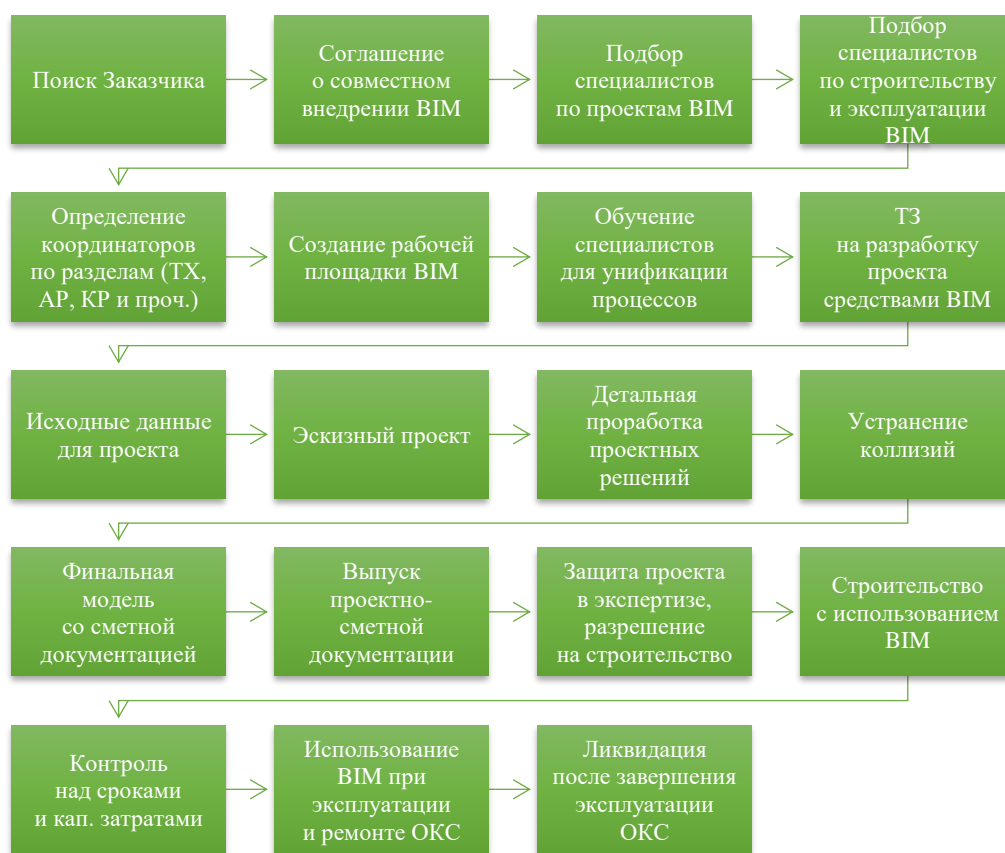 Поиск Заказчика
Соглашение
о совместном
внедрении BIM
Подбор
специалистов
по проектам BIM
Подбор
специалистов
по строительству
и эксплуатации
BIM
Определение
координаторов
по разделам (ТХ,
АР, КР и проч.)
Создание рабочей
площадки BIM
Обучение
специалистов
для унификации
процессов
ТЗ
на разработку
проекта
средствами BIM
Исходные данные
для проекта
Эскизный проект
Детальная
проработка
проектных
решений
Устранение
коллизий
Финальная
модель
со сметной
документацией
Выпуск
проектно-
сметной
документации
Защита проекта
в экспертизе,
разрешение
на строительство
Строительство
с использованием
BIM
Контроль
над сроками
и кап. затратами
Использование
BIM при
эксплуатации
и ремонте ОКС
Ликвидация
после завершения
эксплуатации
ОКС